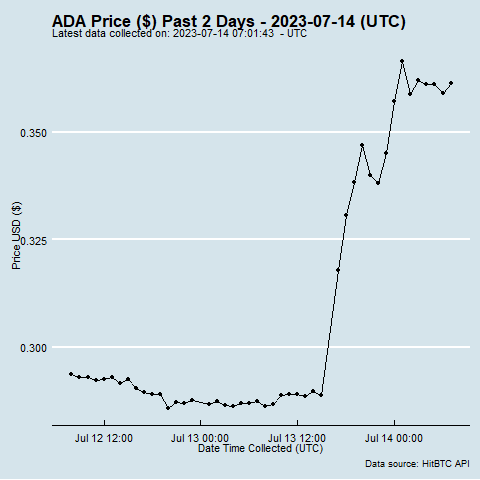 ADA Price ($) Past 2 Days - 2023-07-14 (UTC)
Latest data collected on: 2023-07-14 07:01:43 - UTC
Price USD ($)
0.350
0.325
0.300
Jul 12 12:00 Jul 13 00:00 Jul 13 12:00 Jul 14 00:00
Date Time Collected (UTC)
Data source: HitBTC API